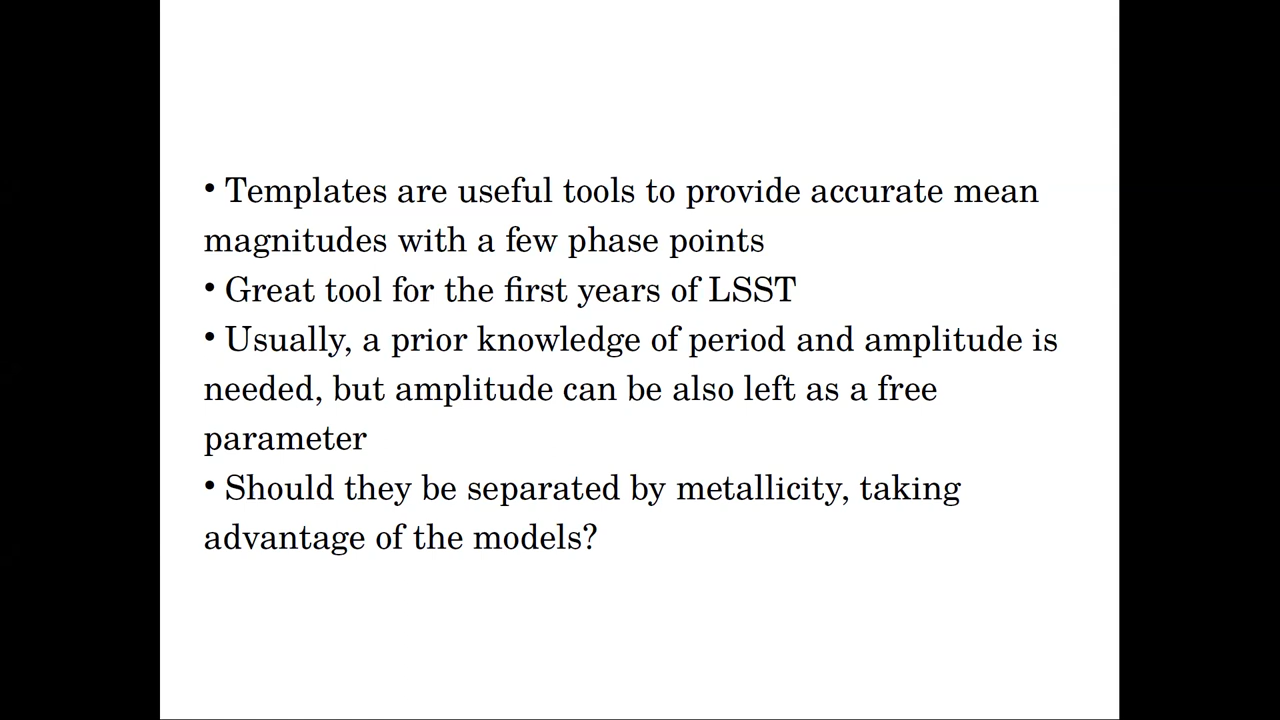 • Templates are useful tools to provide accurate mean
magnitudes with a few phase points
• Great tool for the first years of LSST
• Usually, a prior knowledge of period and amplitude is
needed, but amplitude can be also left as a free
parameter
• Should they be separated by metallicity, taking
advantage of the models?